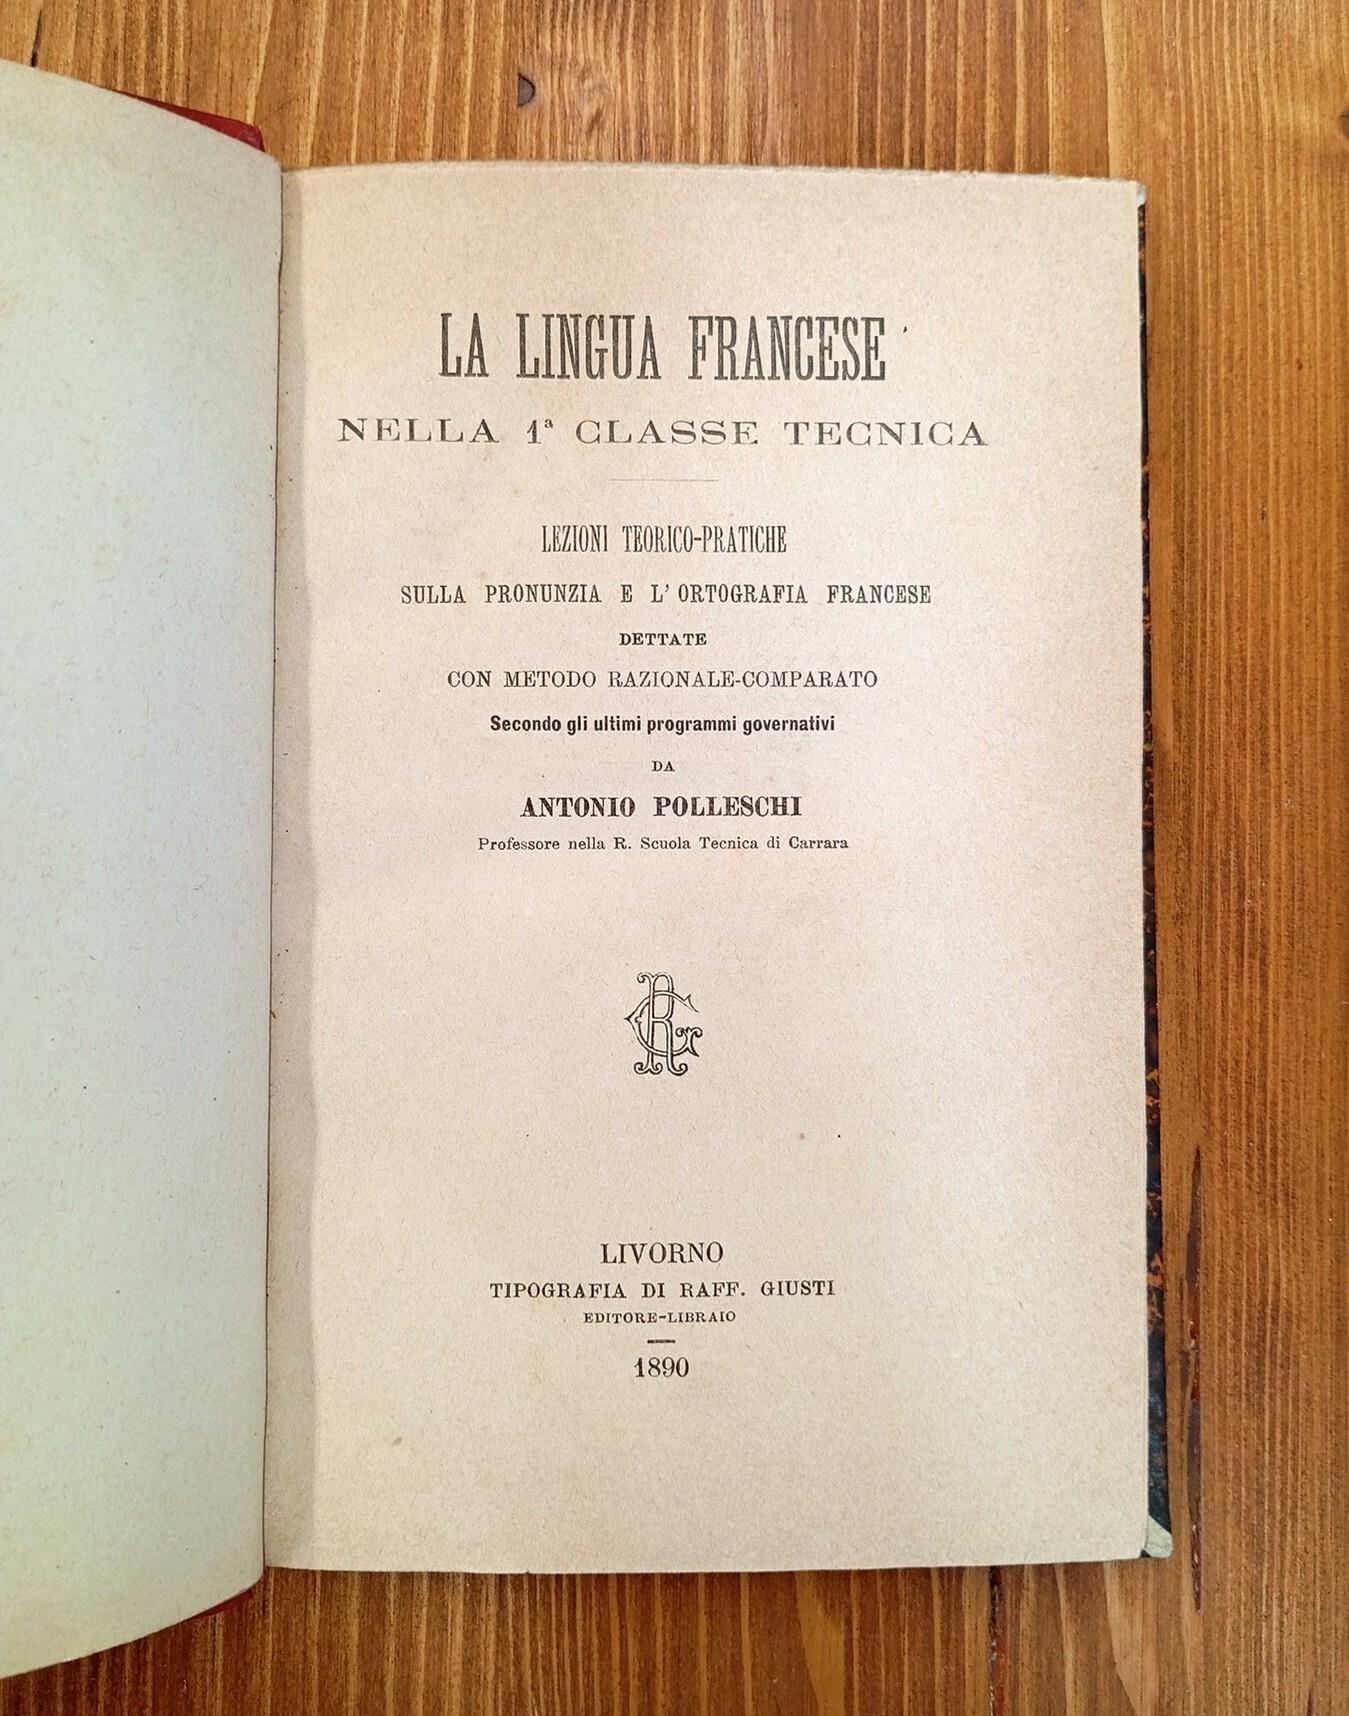 LA LINGUA FRANCESE
NELLA 1ª CLASSE TECNICA
LEZIONI TEORICO-PRATICHE
SULLA PRONUNZIA E L' ORTOGRAFIA FRANCESE
DETTATE
CON METODO RAZIONALE-COMPARATO
Secondo gli ultimi programmi governativi
DA
ANTONIO POLLESCHI
Professore nella R. Scuola Tecnica di Carrara
LIVORNO
TIPOGRAFIA DI RAFF. GIUSTI
EDITORE-LIBRAIO
1890